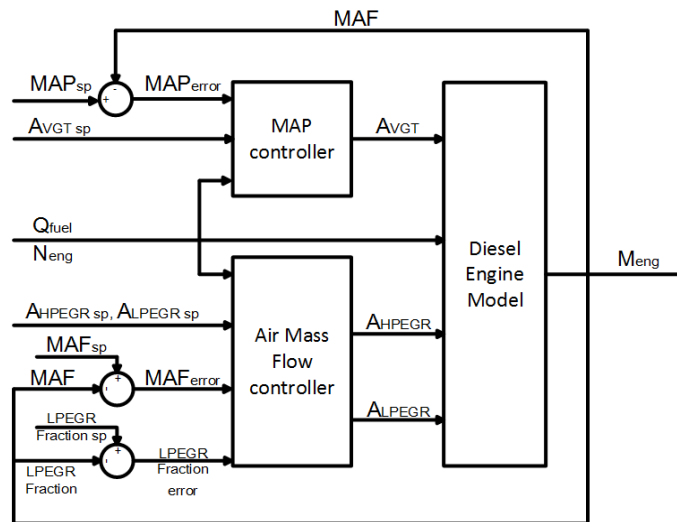 MAF
MAPsp
MAPerror
-
+
AVGT sp
MAP
controller
AVGT
Qfuel
Neng
Diesel
Engine
Model
Meng
AHPEGR sp, ALPEGR sp
Air Mass
Flow
controller
AHPEGR
MAFsp
+
MAF
-
MAFerror
ALPEGR
LPEGR
Fraction sp
+
-
LPEGR
Fraction
LPEGR
Fraction
error